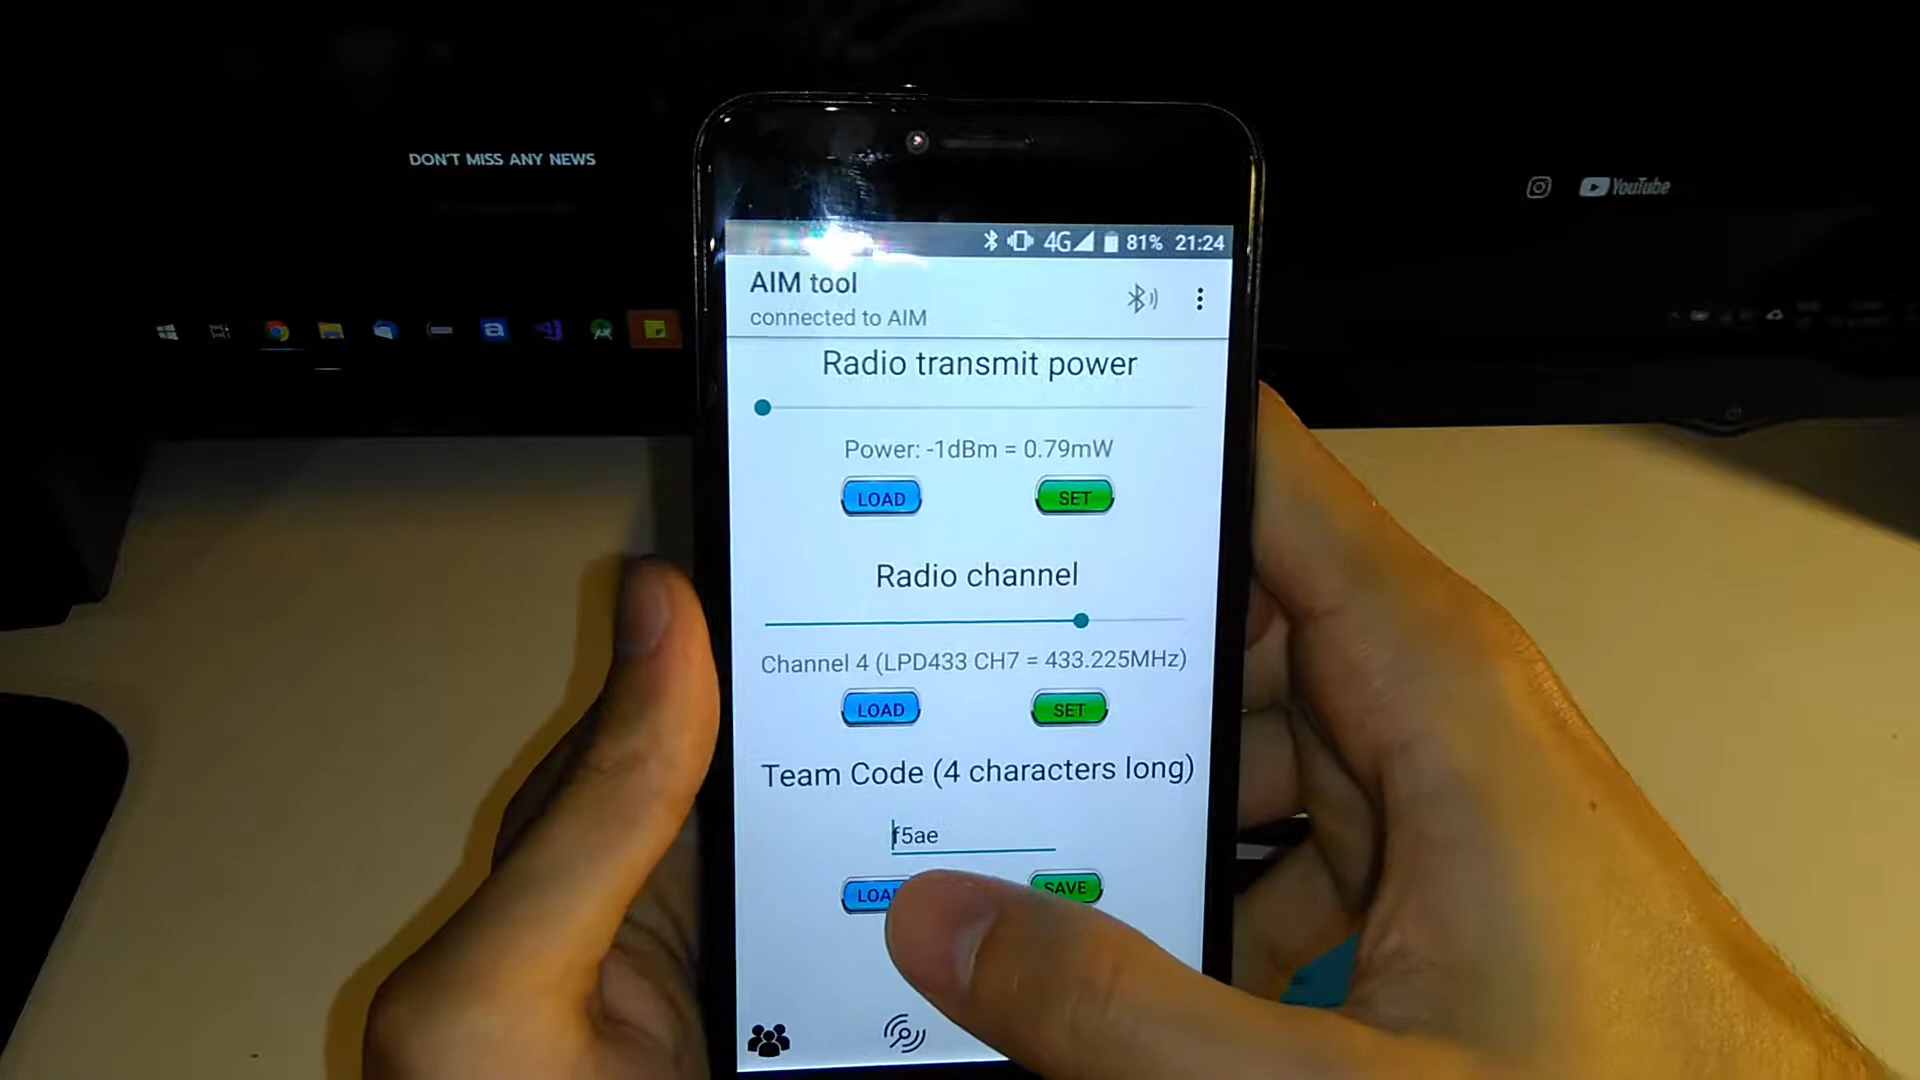 DON'T MISS ANY NEWS
YouTube
4G 81% 21:24
AIM tool
connected to AIM
Radio transmit power
Power: -1dBm = 0.79mW
LOAD SET
Radio channel
Channel 4 (LPD433 CH7 = 433.225MHz)
LOAD SET
Team Code (4 characters long)
f5ae
LOA SAVE